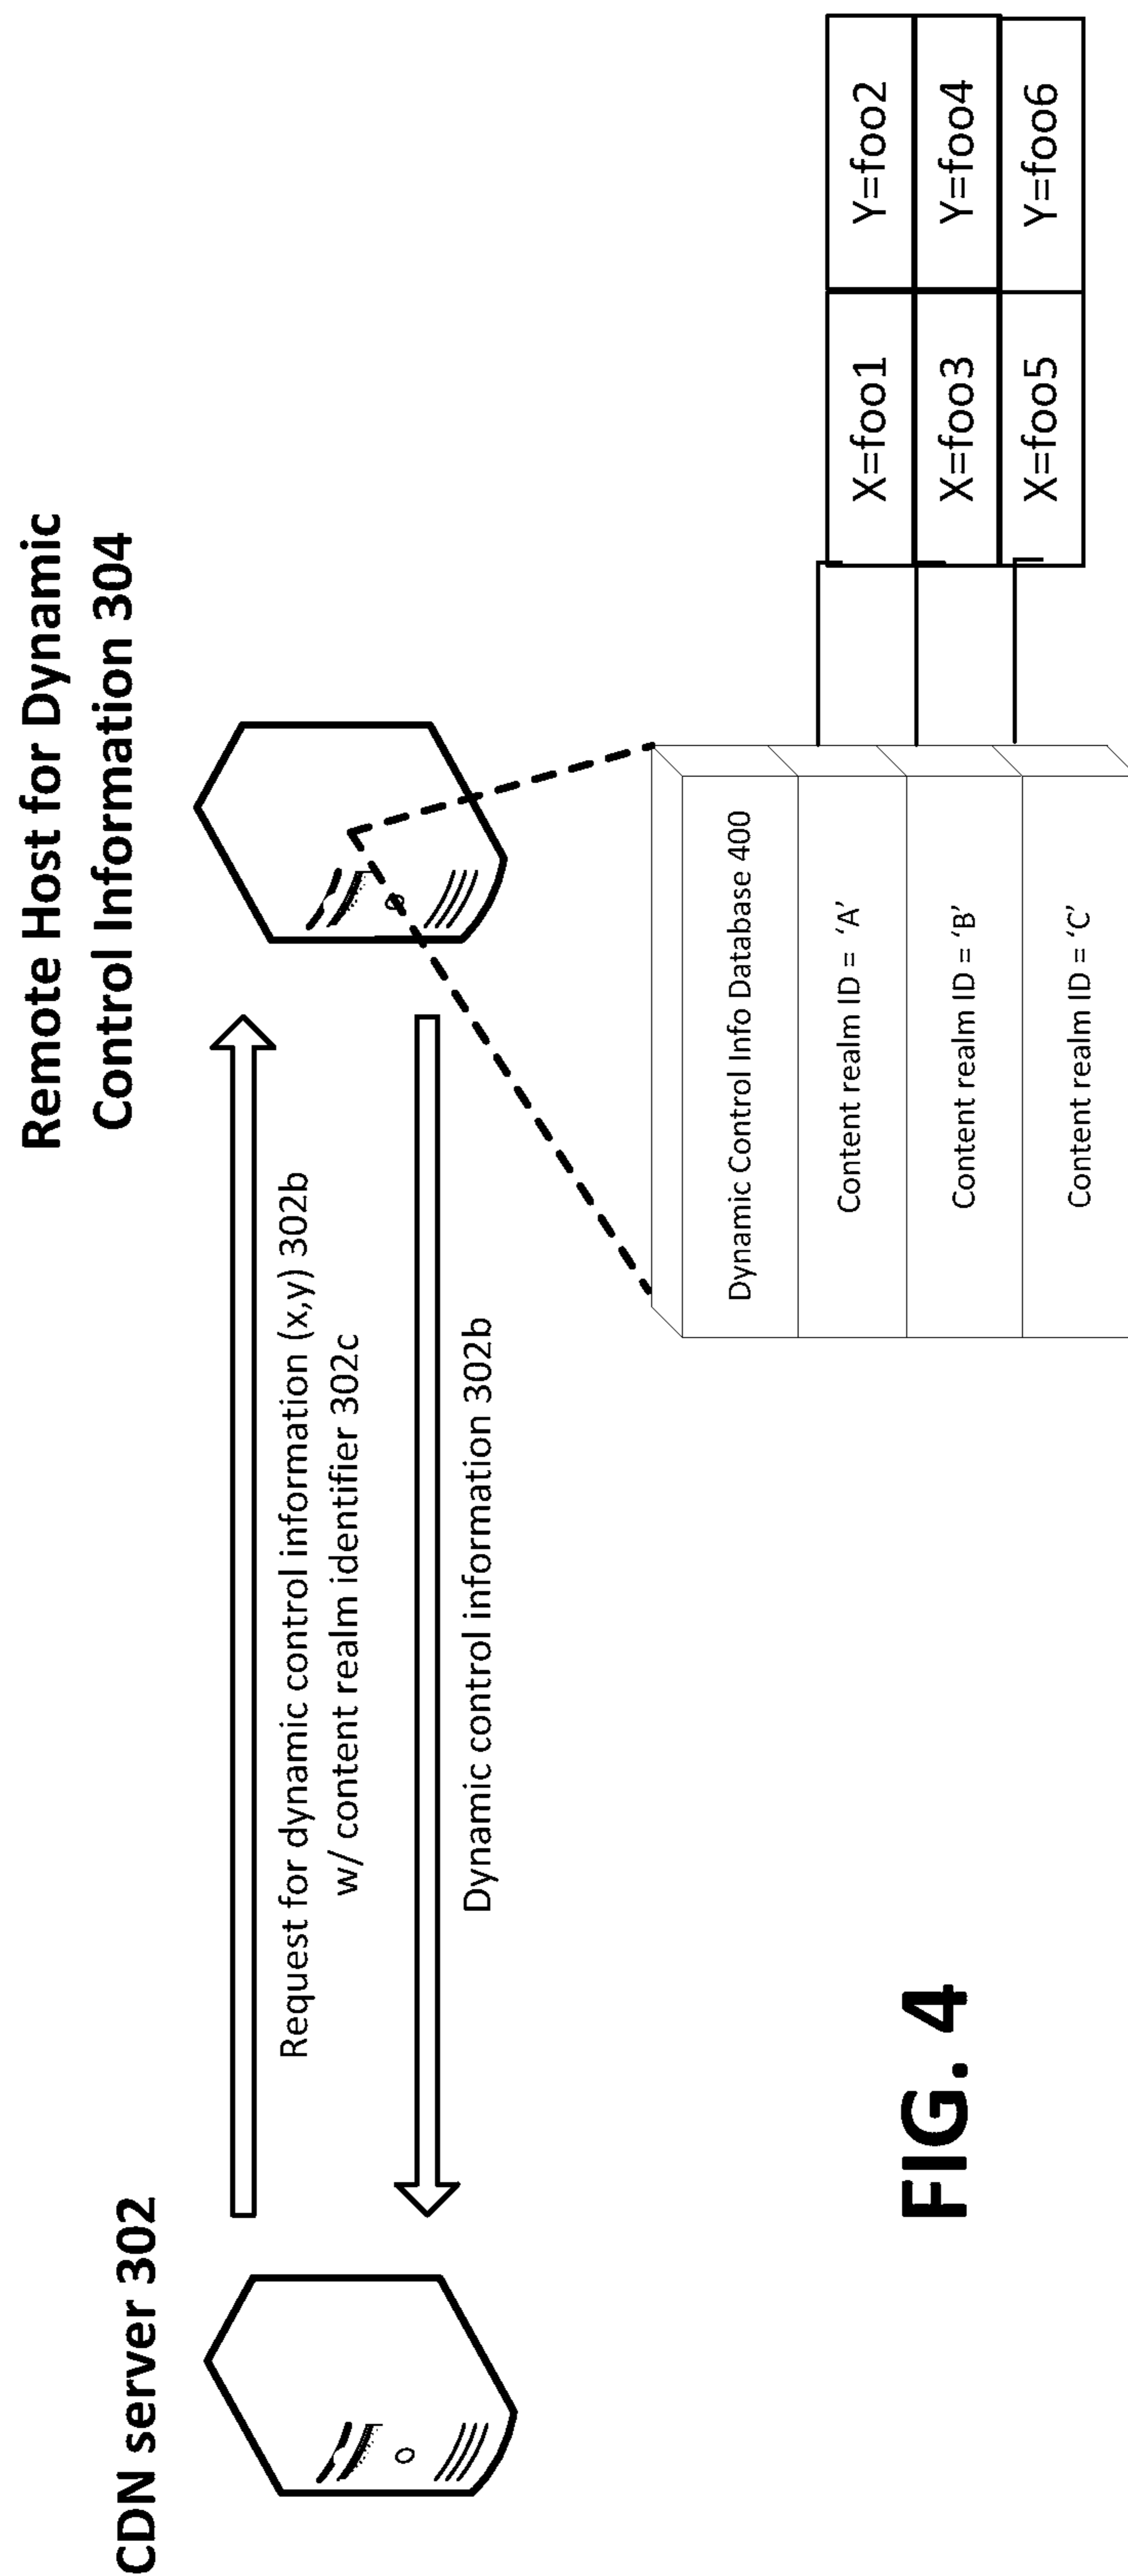 Remote Host for Dynamic
Control Information 304
CDN server 302
Request for dynamic control information (x,y) 302b
w/ content realm identifier 302c
Dynamic control information 302b
Dynamic Control Info Database 400
Content realm ID = ‘A’
X=foo1 Y=foo2
Content realm ID = ‘B’
X=foo3 Y=foo4
Content realm ID = ‘C’
X=foo5 Y=foo6
FIG. 4